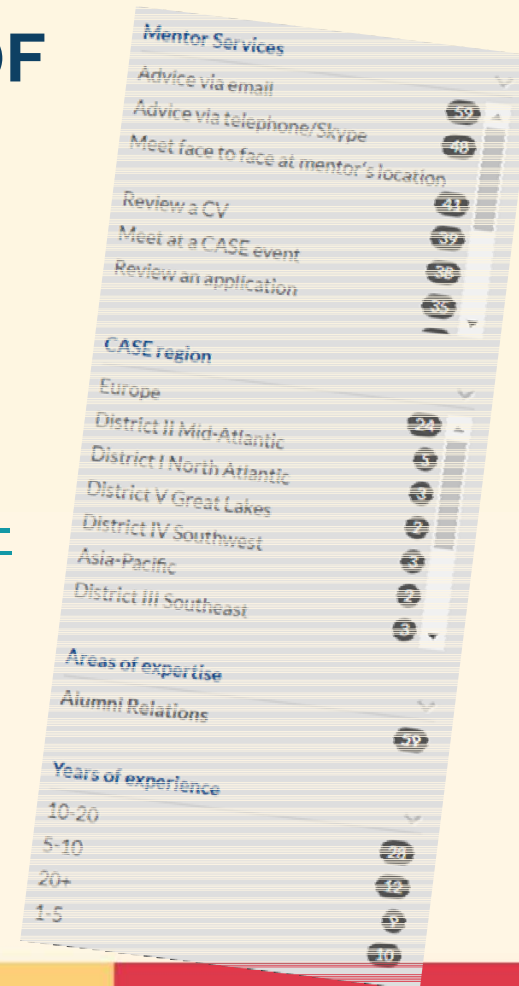 OF
Mentor Services
Advice via email 59
Advice via telephone/Skype 48
Meet face to face at mentor's location 41
Review a CV 39
Meet at a CASE event 38
Review an application 35
CASE region
Europe 24
District II Mid-Atlantic 5
District I North Atlantic 3
District V Great Lakes 2
District IV Southwest 3
Asia-Pacific 2
District III Southeast 3
Areas of expertise
Alumni Relations 59
Years of experience
10-20 28
5-10 12
20+ 9
1-5 10